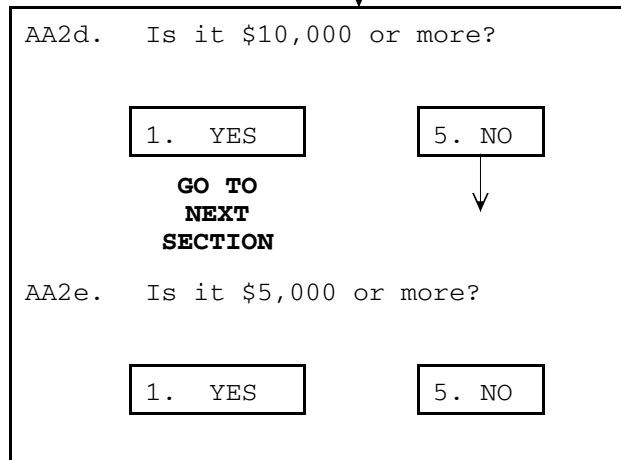 AA2d. Is it $10,000 or more?
1. YES 5. NO
GO TO
NEXT
SECTION
AA2e. Is it $5,000 or more?
1. YES 5. NO